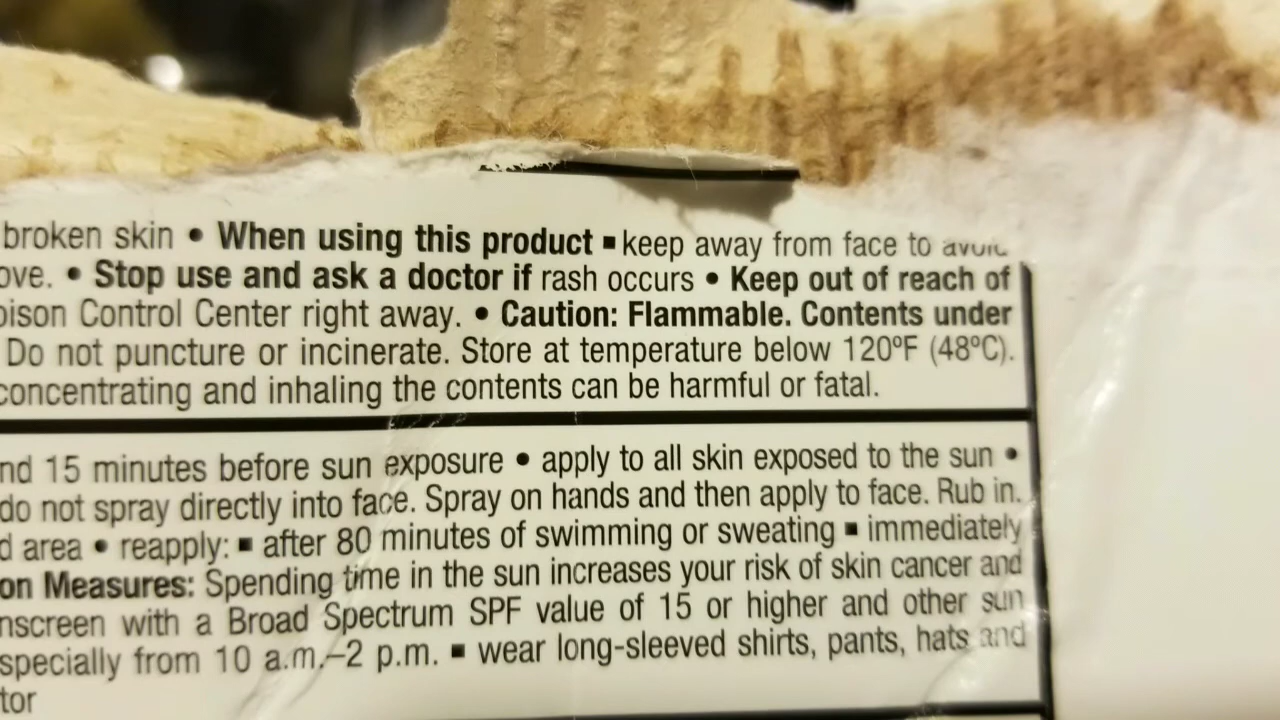 broken skin • When using this product ▪ keep away from face to avoid
ove. • Stop use and ask a doctor if rash occurs • Keep out of reach of
oison Control Center right away. • Caution: Flammable. Contents under
Do not puncture or incinerate. Store at temperature below 120ºF (48ºC).
concentrating and inhaling the contents can be harmful or fatal.
nd 15 minutes before sun exposure • apply to all skin exposed to the sun •
do not spray directly into face. Spray on hands and then apply to face. Rub in.
d area • reapply: ▪ after 80 minutes of swimming or sweating ▪ immediately
on Measures: Spending time in the sun increases your risk of skin cancer and
nscreen with a Broad Spectrum SPF value of 15 or higher and other sun
specially from 10 a.m.–2 p.m. ▪ wear long-sleeved shirts, pants, hats and
tor